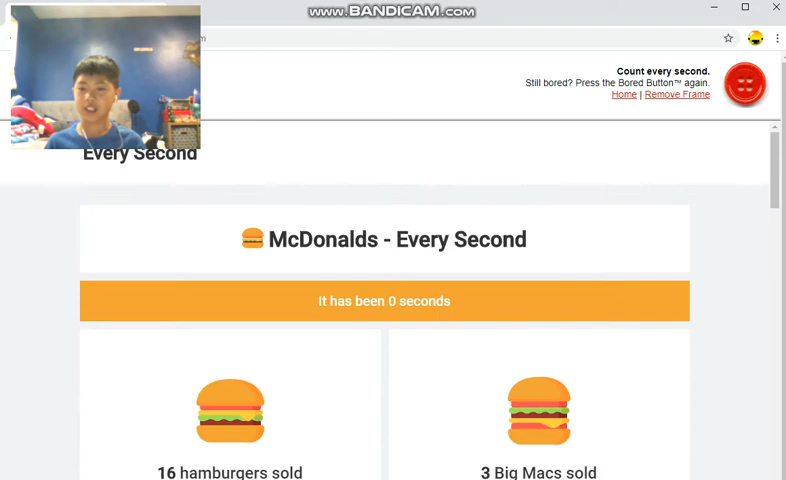 www.BANDICAM.com
m
Count every second.
Still bored? Press the Bored Button™ again.
Home | Remove Frame
Every Second
McDonalds - Every Second
It has been 0 seconds
16 hamburgers sold
3 Big Macs sold